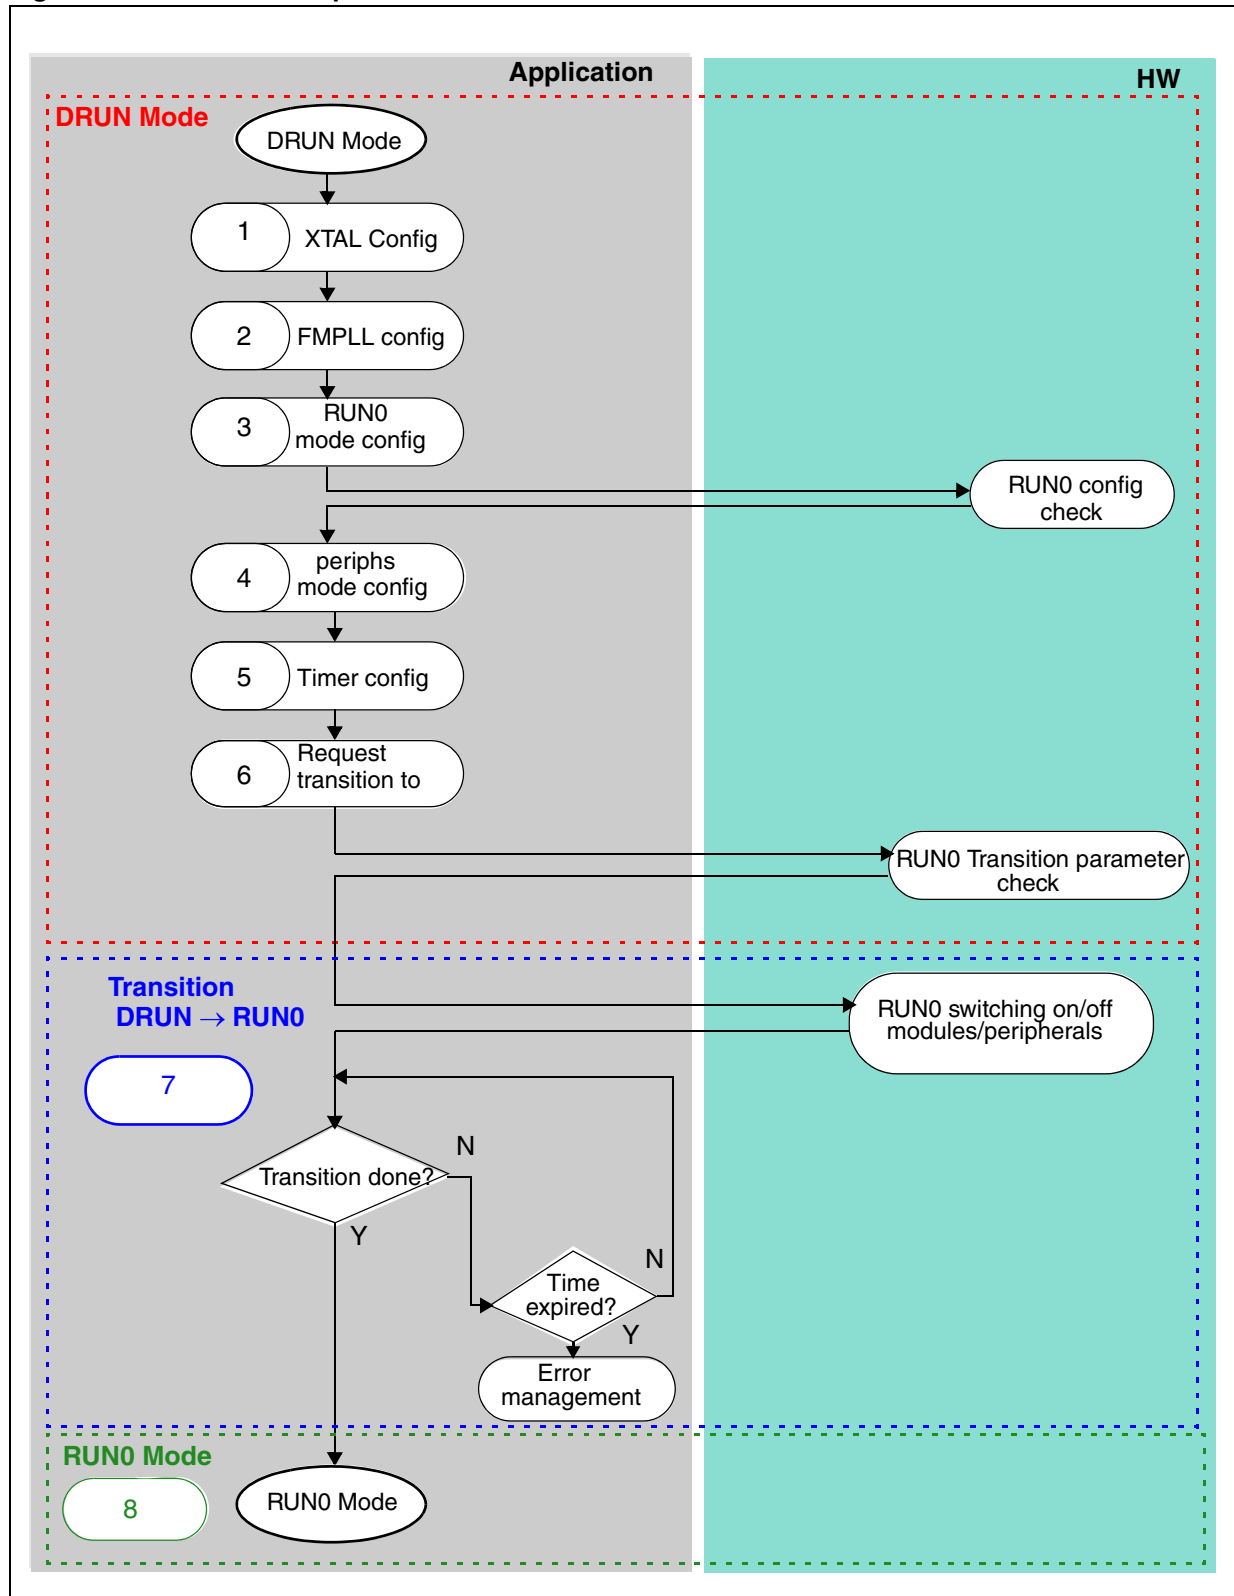 Application
HW
DRUN Mode
DRUN Mode
1
XTAL Config
2
FMPLL config
3
RUN0
mode config
RUN0 config
check
4
periphs
mode config
5
Timer config
6
Request
transition to
RUN0 Transition parameter
check
Transition
DRUN → RUN0
RUN0 switching on/off
modules/peripherals
7
N
Transition done?
Y
N
Time
expired?
Y
Error
management
RUN0 Mode
8
RUN0 Mode